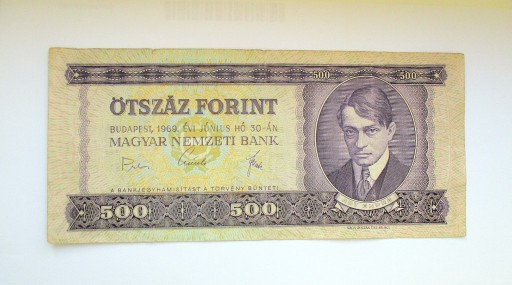 500 500
ÖTSZÁZ FORINT
BUDAPEST, 1969. ÉVI JÚNIUS HÓ 30-ÁN
MAGYAR NEMZETI BANK
A BANKJEGYHAMISÍTÁST A TÖRVÉNY BÜNTETI
500 500